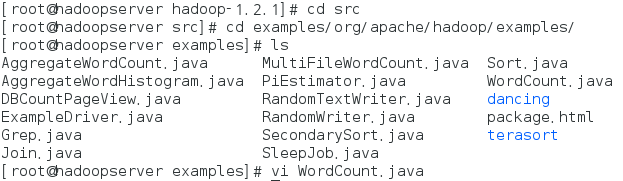 [root@hadoopserver hadoop-1.2.1]# cd src
[root@hadoopserver src]# cd examples/org/apache/hadoop/examples/
[root@hadoopserver examples]# ls
AggregateWordCount.java MultiFileWordCount.java Sort.java
AggregateWordHistogram.java PiEstimator.java WordCount.java
DBCountPageView.java RandomTextWriter.java dancing
ExampleDriver.java RandomWriter.java package.html
Grep.java SecondarySort.java terasort
Join.java SleepJob.java
[root@hadoopserver examples]# vi WordCount.java